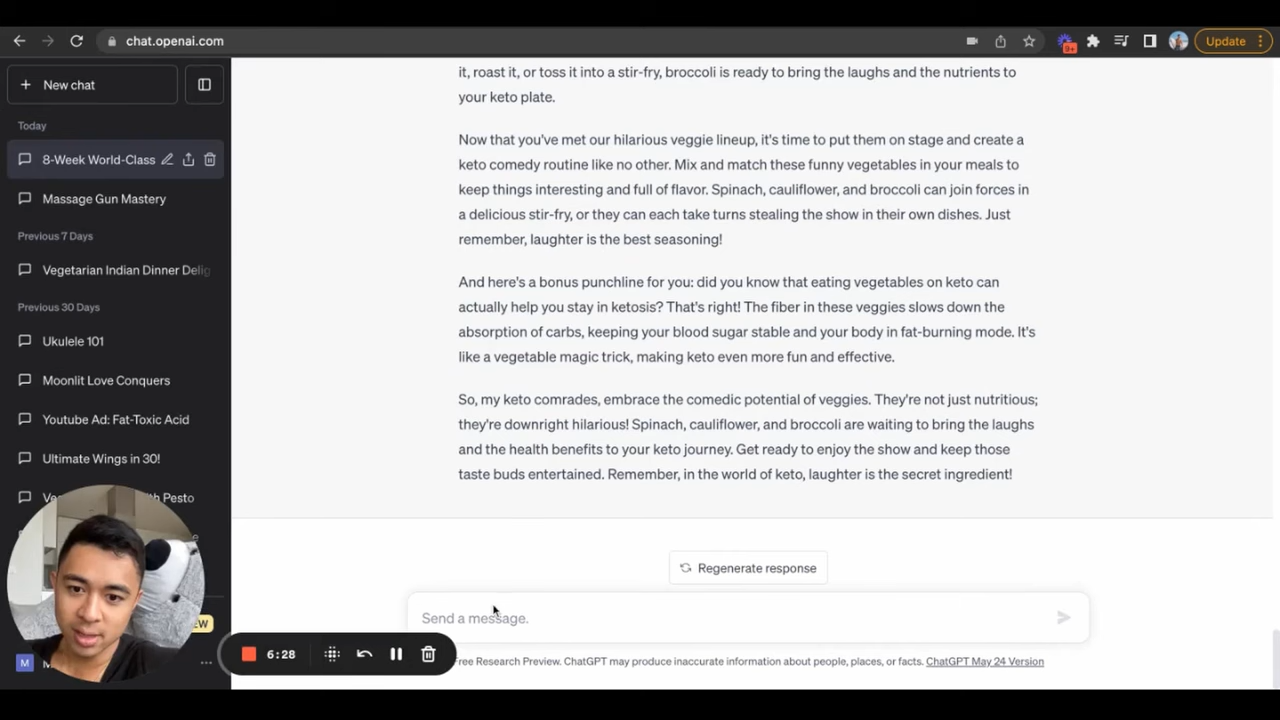 chat.openai.com
9+
Update
New chat
Today
8-Week World-Class
Massage Gun Mastery
Previous 7 Days
Vegetarian Indian Dinner Delig
Previous 30 Days
Ukulele 101
Moonlit Love Conquers
Youtube Ad: Fat-Toxic Acid
Ultimate Wings in 30!
Pesto
it, roast it, or toss it into a stir-fry, broccoli is ready to bring the laughs and the nutrients to
your keto plate.
Now that you've met our hilarious veggie lineup, it's time to put them on stage and create a
keto comedy routine like no other. Mix and match these funny vegetables in your meals to
keep things interesting and full of flavor. Spinach, cauliflower, and broccoli can join forces in
a delicious stir-fry, or they can each take turns stealing the show in their own dishes. Just
remember, laughter is the best seasoning!
And here's a bonus punchline for you: did you know that eating vegetables on keto can
actually help you stay in ketosis? That's right! The fiber in these veggies slows down the
absorption of carbs, keeping your blood sugar stable and your body in fat-burning mode. It's
like a vegetable magic trick, making keto even more fun and effective.
So, my keto comrades, embrace the comedic potential of veggies. They're not just nutritious;
they're downright hilarious! Spinach, cauliflower, and broccoli are waiting to bring the laughs
and the health benefits to your keto journey. Get ready to enjoy the show and keep those
taste buds entertained. Remember, in the world of keto, laughter is the secret ingredient!
Regenerate response
Send a message.
M
6:28
Free Research Preview. ChatGPT may produce inaccurate information about people, places, or facts. ChatGPT May 24 Version